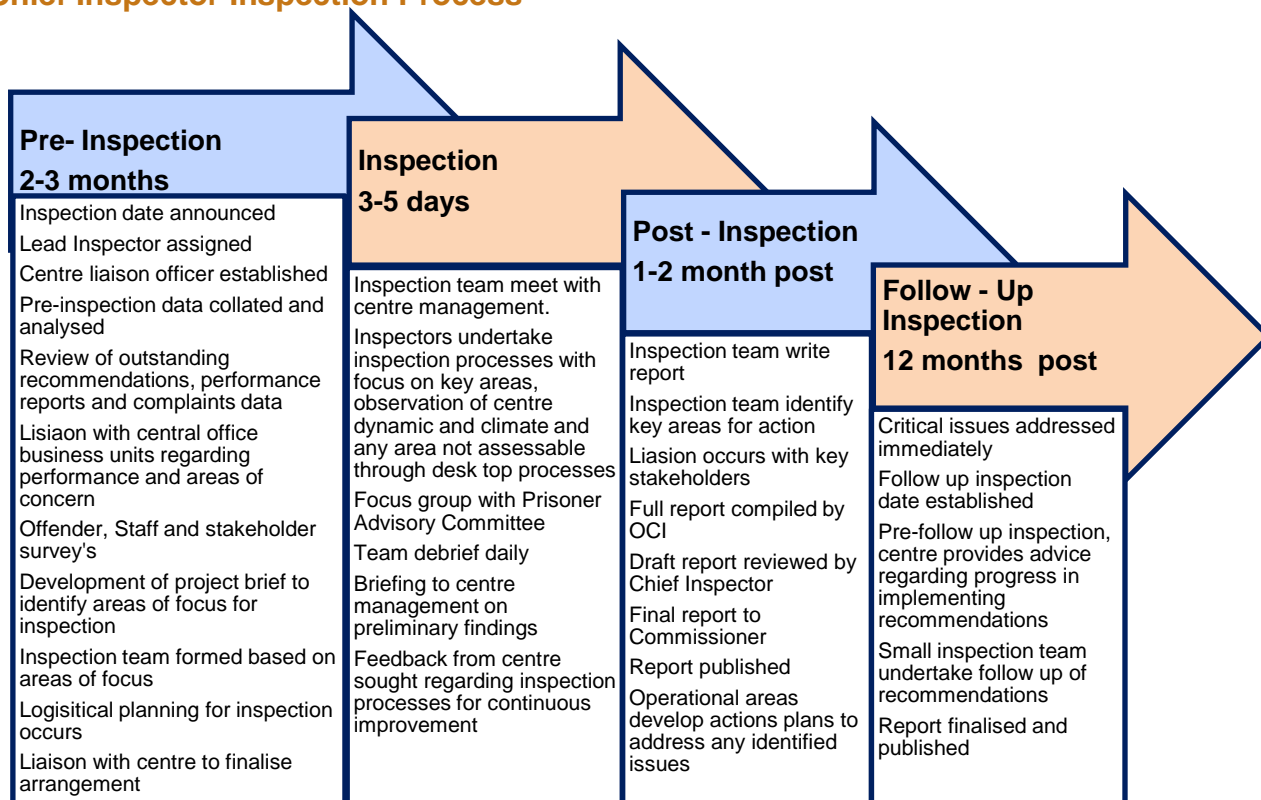 Chief Inspector Inspection Process
Pre- Inspection
2-3 months
Inspection date announced
Lead Inspector assigned
Centre liaison officer established
Pre-inspection data collated and
analysed
Review of outstanding
recommendations, performance
reports and complaints data
Lisiaon with central office
business units regarding
performance and areas of
concern
Offender, Staff and stakeholder
survey's
Development of project brief to
identify areas of focus for
inspection
Inspection team formed based on
areas of focus
Logisitical planning for inspection
occurs
Liaison with centre to finalise
arrangement
Inspection
3-5 days
Inspection team meet with
centre management.
Inspectors undertake
inspection processes with
focus on key areas,
observation of centre
dynamic and climate and
any area not assessable
through desk top processes
Focus group with Prisoner
Advisory Committee
Team debrief daily
Briefing to centre
management on
preliminary findings
Feedback from centre
sought regarding inspection
processes for continuous
improvement
Post - Inspection
1-2 month post
Inspection team write
report
Inspection team identify
key areas for action
Liasion occurs with key
stakeholders
Full report compiled by
OCI
Draft report reviewed by
Chief Inspector
Final report to
Commissioner
Report published
Operational areas
develop actions plans to
address any identified
issues
Follow - Up
Inspection
12 months  post
Critical issues addressed
immediately
Follow up inspection
date established
Pre-follow up inspection,
centre provides advice
regarding progress in
implementing
recommendations
Small inspection team
undertake follow up of
recommendations
Report finalised and
published